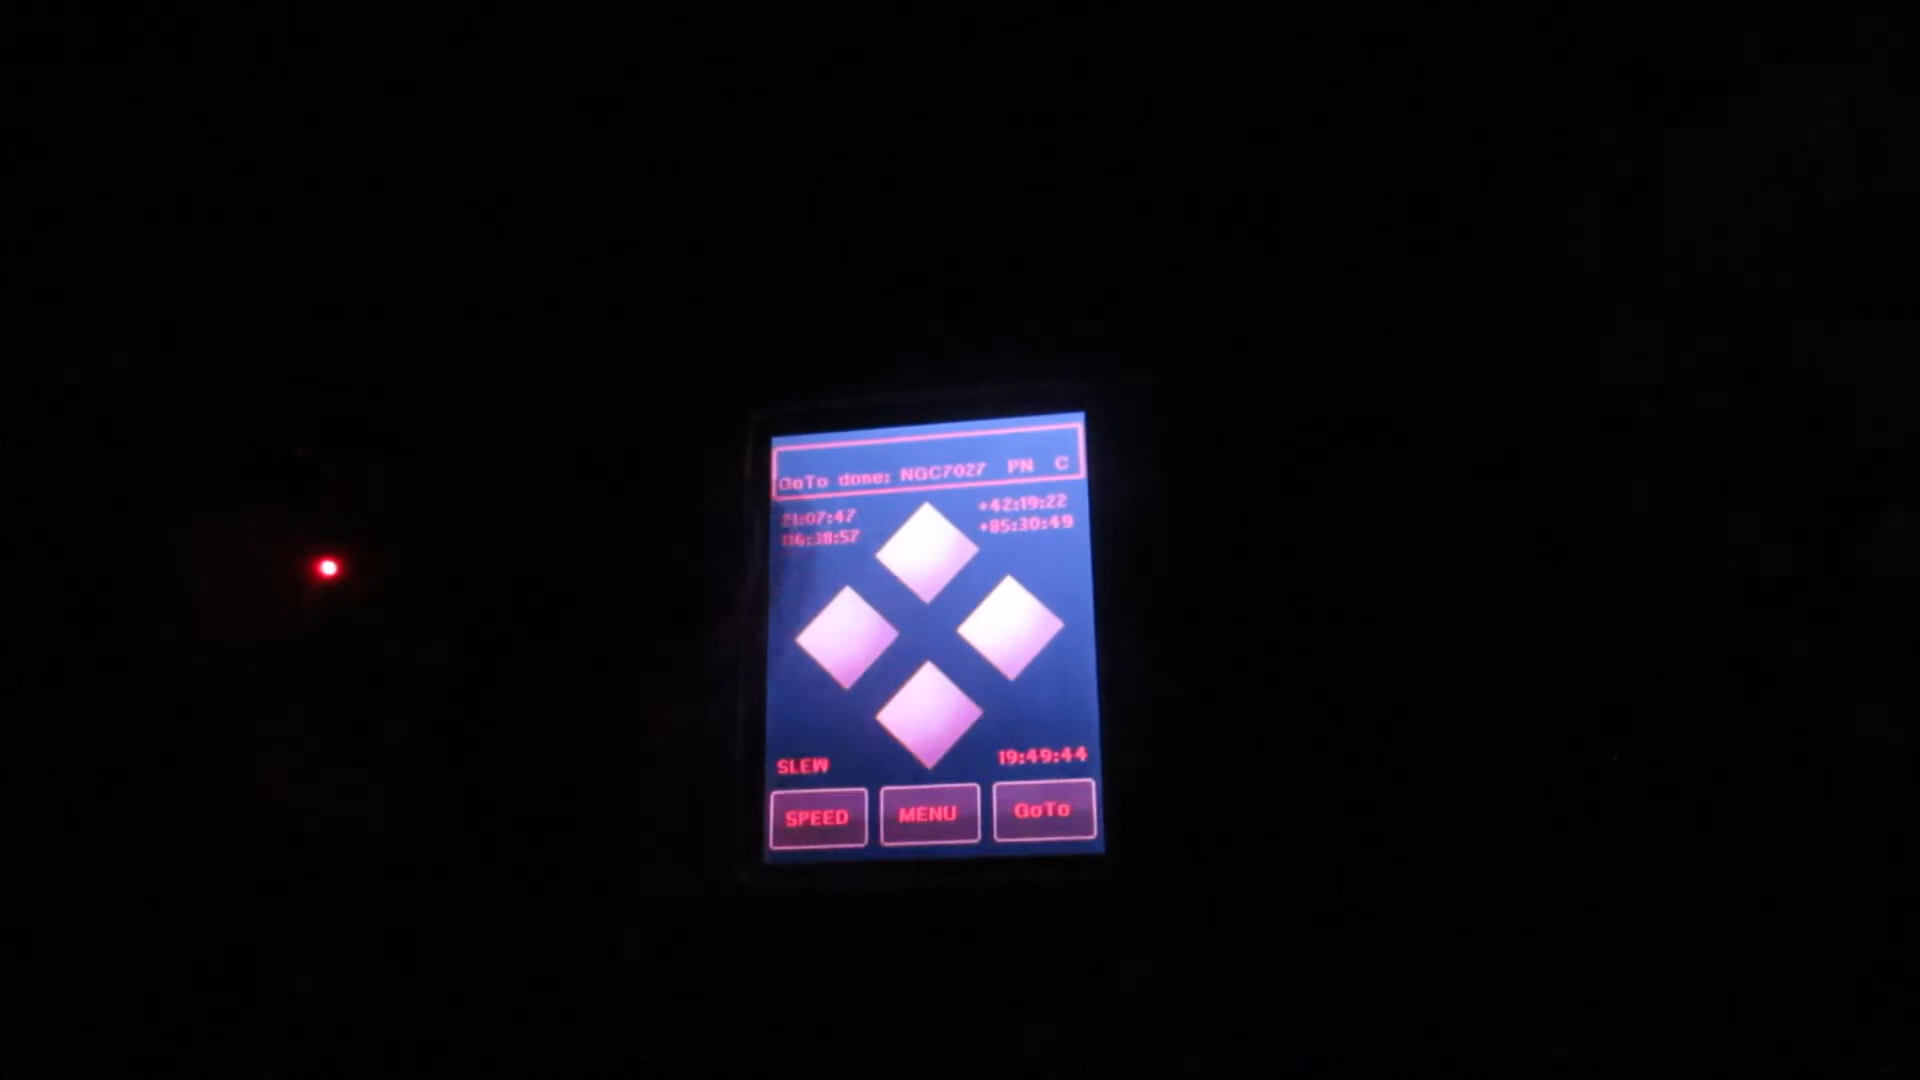 GoTo done: NGC7027 PN C
21:07:47 +42:19:22
116:38:57 +85:30:49
SLEW 19:49:44
SPEED MENU GoTo